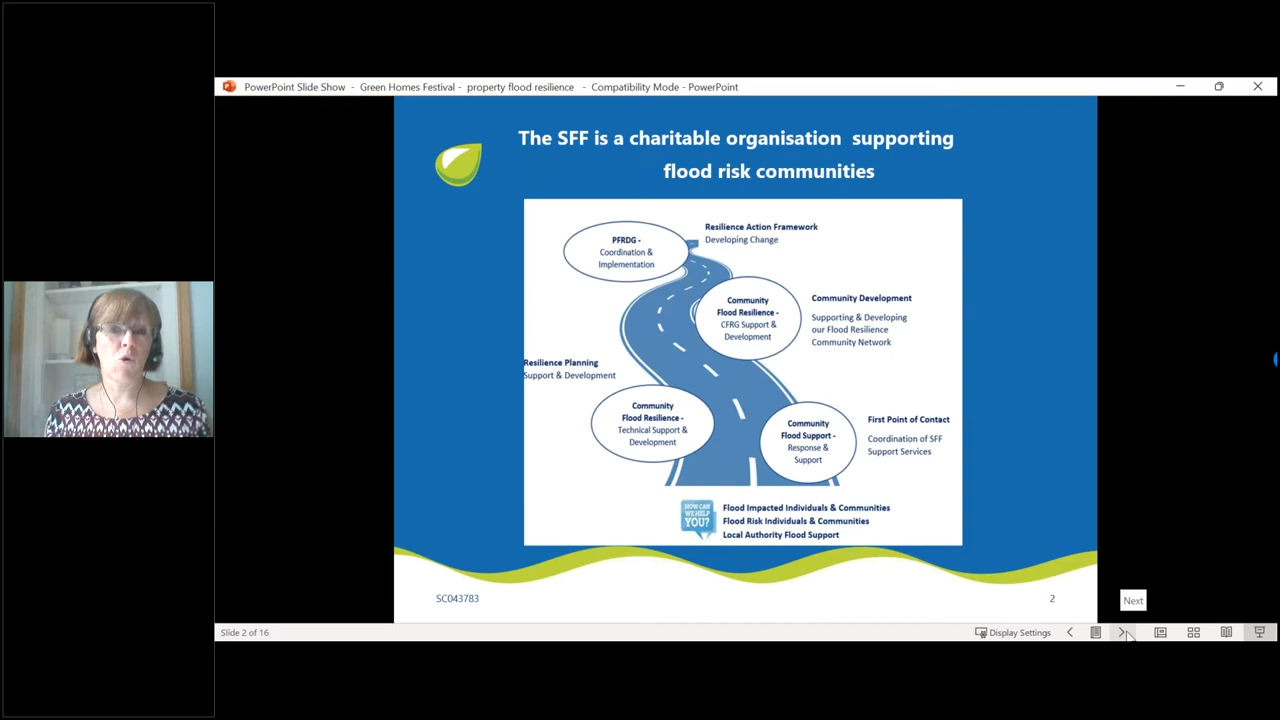 PowerPoint Slide Show - Green Homes Festival - property flood resilience - Compatibility Mode - PowerPoint
The SFF is a charitable organisation supporting
flood risk communities
PFRDG -
Coordination &
Implementation
Resilience Action Framework
Developing Change
Community
Flood Resilience -
CFRG Support &
Development
Community Development
Supporting & Developing
our Flood Resilience
Community Network
Resilience Planning
Support & Development
Community
Flood Resilience -
Technical Support &
Development
Community
Flood Support -
Response &
Support
First Point of Contact
Coordination of SFF
Support Services
HOW CAN
WE HELP
YOU?
Flood Impacted Individuals & Communities
Flood Risk Individuals & Communities
Local Authority Flood Support
SC043783
2
Next
Slide 2 of 16
Display Settings